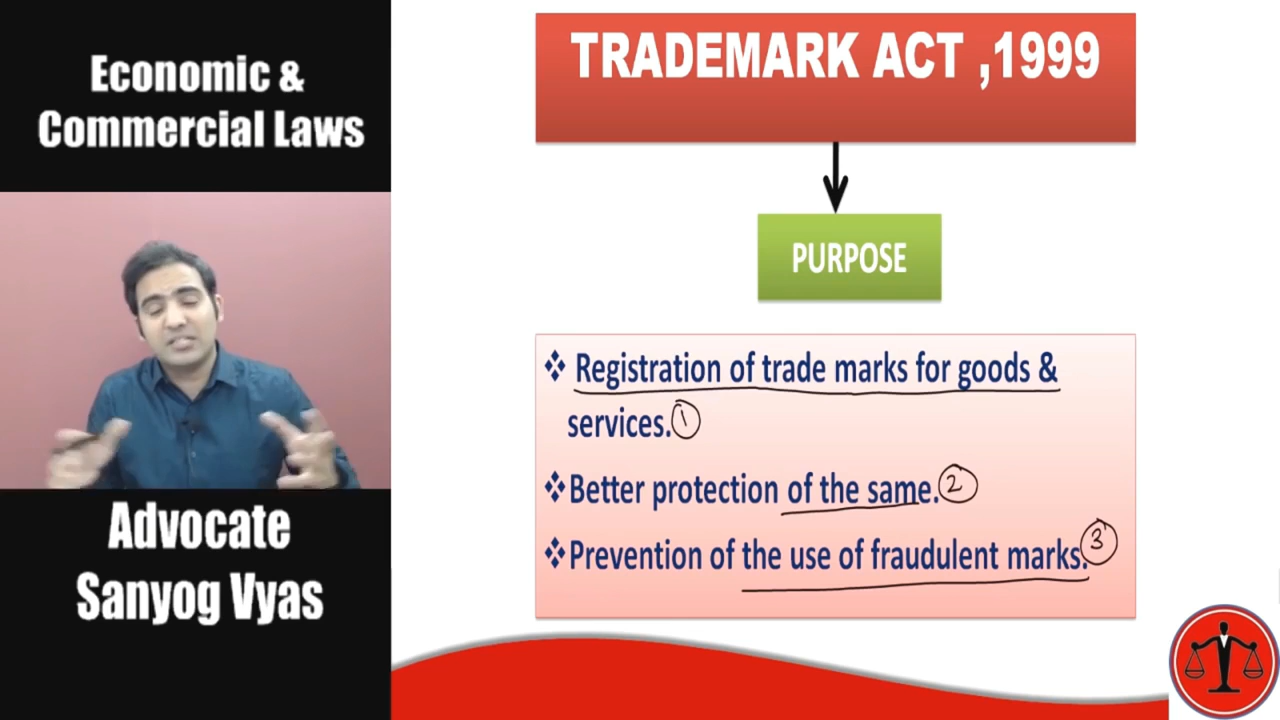 Economic &
Commercial Laws
Advocate
Sanyog Vyas
TRADEMARK ACT ,1999
PURPOSE
❖ Registration of trade marks for goods &
services. 1
❖Better protection of the same. 2
❖Prevention of the use of fraudulent marks. 3